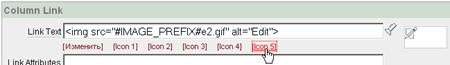 Column Link
Link Text <img src="#IMAGE_PREFIX#e2.gif" alt="Edit">
[Изменить] [Icon 1] [Icon 2] [Icon 3] [Icon 4] [Icon 5]
Link Attributes